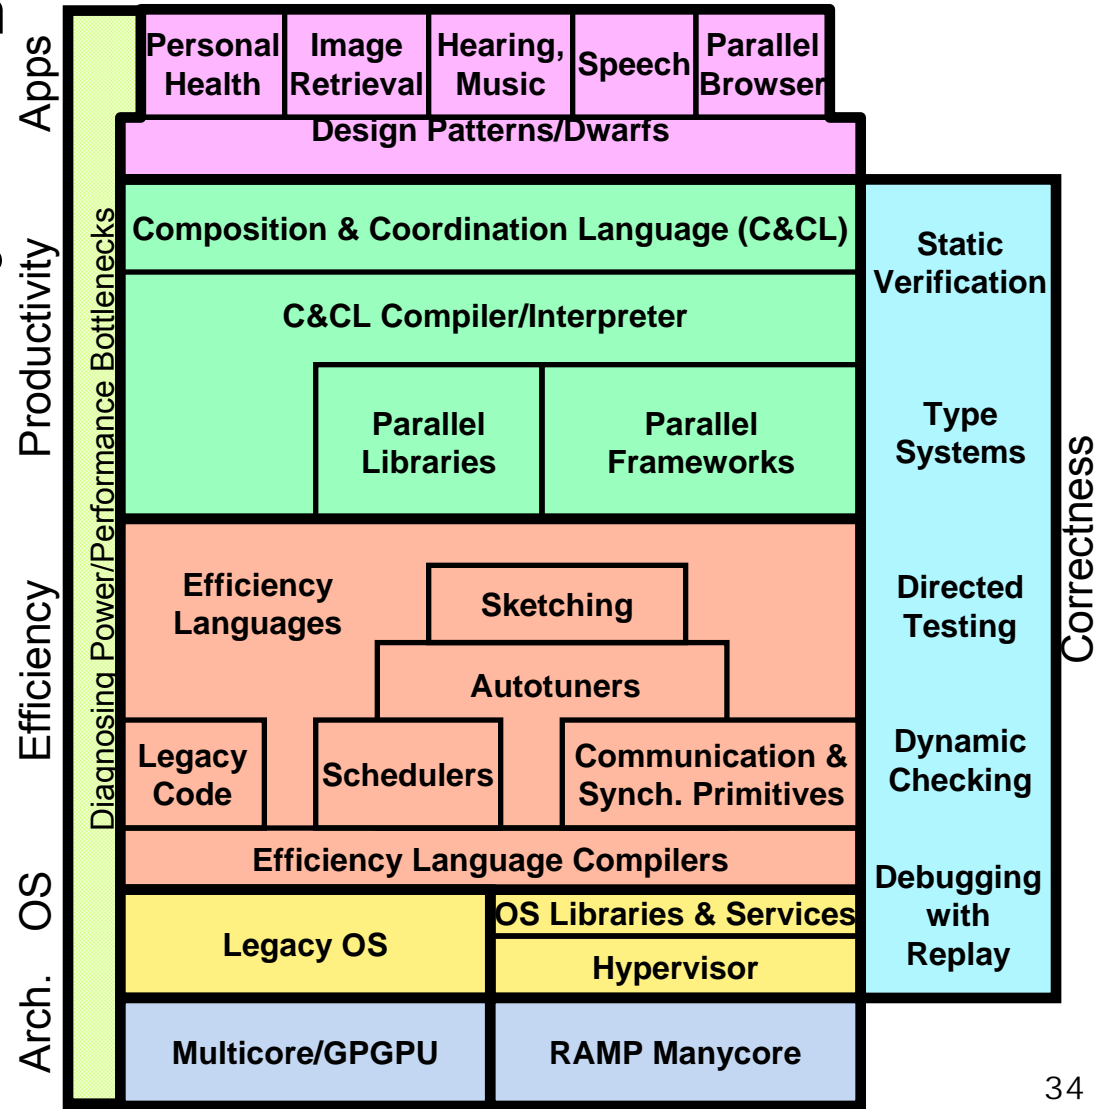 Apps
Personal
Health
Image
Retrieval
Hearing,
Music
Speech
Parallel
Browser
Design Patterns/Dwarfs
Productivity
Diagnosing Power/Performance Bottlenecks
Composition & Coordination Language (C&CL)
C&CL Compiler/Interpreter
Parallel
Libraries
Parallel
Frameworks
Static
Verification
Type
Systems
Correctness
Efficiency
Efficiency
Languages
Sketching
Autotuners
Legacy
Code
Schedulers
Communication &
Synch. Primitives
Efficiency Language Compilers
Directed
Testing
Dynamic
Checking
Debugging
with
Replay
OS
Legacy OS
OS Libraries & Services
Hypervisor
Arch.
Multicore/GPGPU
RAMP Manycore
34